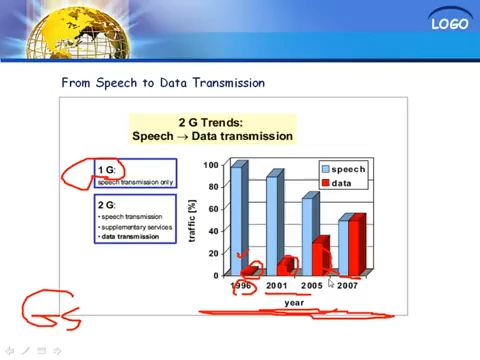 LOGO
From Speech to Data Transmission
2 G Trends:
Speech → Data transmission
1 G:
speech transmission only
2 G:
• speech transmission
• supplementary services
• data transmission
traffic [%]
100
80
60
40
20
0
speech
data
1996 2001 2005 2007
year